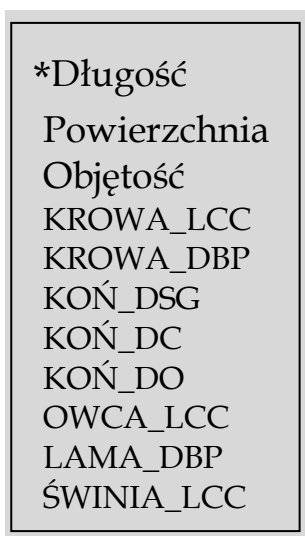 *Długość
Powierzchnia
Objętość
KROWA_LCC
KROWA_DBP
KOŃ_DSG
KOŃ_DC
KOŃ_DO
OWCA_LCC
LAMA_DBP
ŚWINIA_LCC